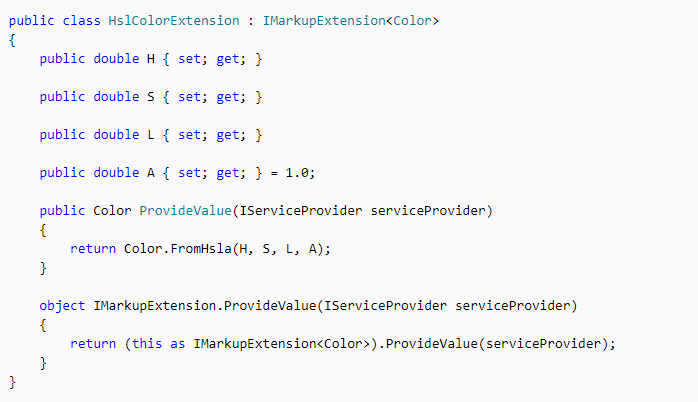 public class HslColorExtension : IMarkupExtension<Color>
{
    public double H { set; get; }
    public double S { set; get; }
    public double L { set; get; }
    public double A { set; get; } = 1.0;
    public Color ProvideValue(IServiceProvider serviceProvider)
    {
        return Color.FromHsla(H, S, L, A);
    }
    object IMarkupExtension.ProvideValue(IServiceProvider serviceProvider)
    {
        return (this as IMarkupExtension<Color>).ProvideValue(serviceProvider);
    }
}